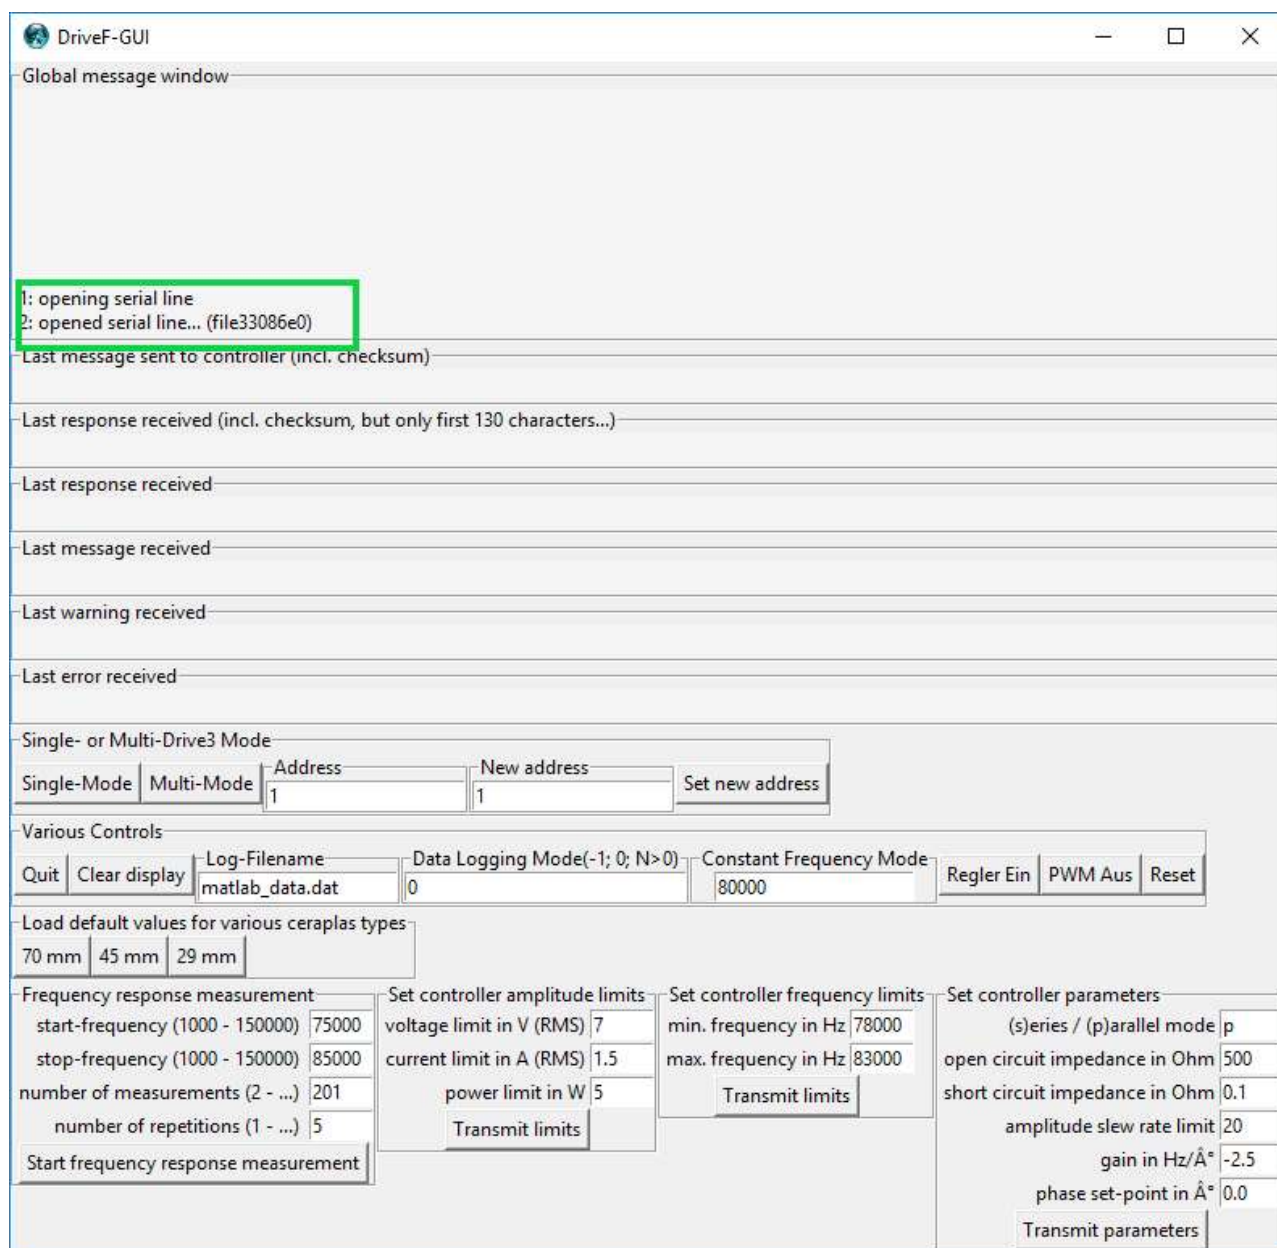 DriveF-GUI
Global message window
1: opening serial line
2: opened serial line... (file33086e0)
Last message sent to controller (incl. checksum)
Last response received (incl. checksum, but only first 130 characters...)
Last response received
Last message received
Last warning received
Last error received
Single- or Multi-Drive3 Mode
Single-Mode Multi-Mode Address 1 New address 1 Set new address
Various Controls
Quit Clear display Log-Filename matlab_data.dat Data Logging Mode(-1; 0; N>0) 0 Constant Frequency Mode 80000 Regler Ein PWM Aus Reset
Load default values for various ceraplas types
70 mm 45 mm 29 mm
Frequency response measurement
start-frequency (1000 - 150000) 75000
stop-frequency (1000 - 150000) 85000
number of measurements (2 - ...) 201
number of repetitions (1 - ...) 5
Start frequency response measurement
Set controller amplitude limits
voltage limit in V (RMS) 7
current limit in A (RMS) 1.5
power limit in W 5
Transmit limits
Set controller frequency limits
min. frequency in Hz 78000
max. frequency in Hz 83000
Transmit limits
Set controller parameters
(s)eries / (p)arallel mode p
open circuit impedance in Ohm 500
short circuit impedance in Ohm 0.1
amplitude slew rate limit 20
gain in Hz/Â° -2.5
phase set-point in Â° 0.0
Transmit parameters